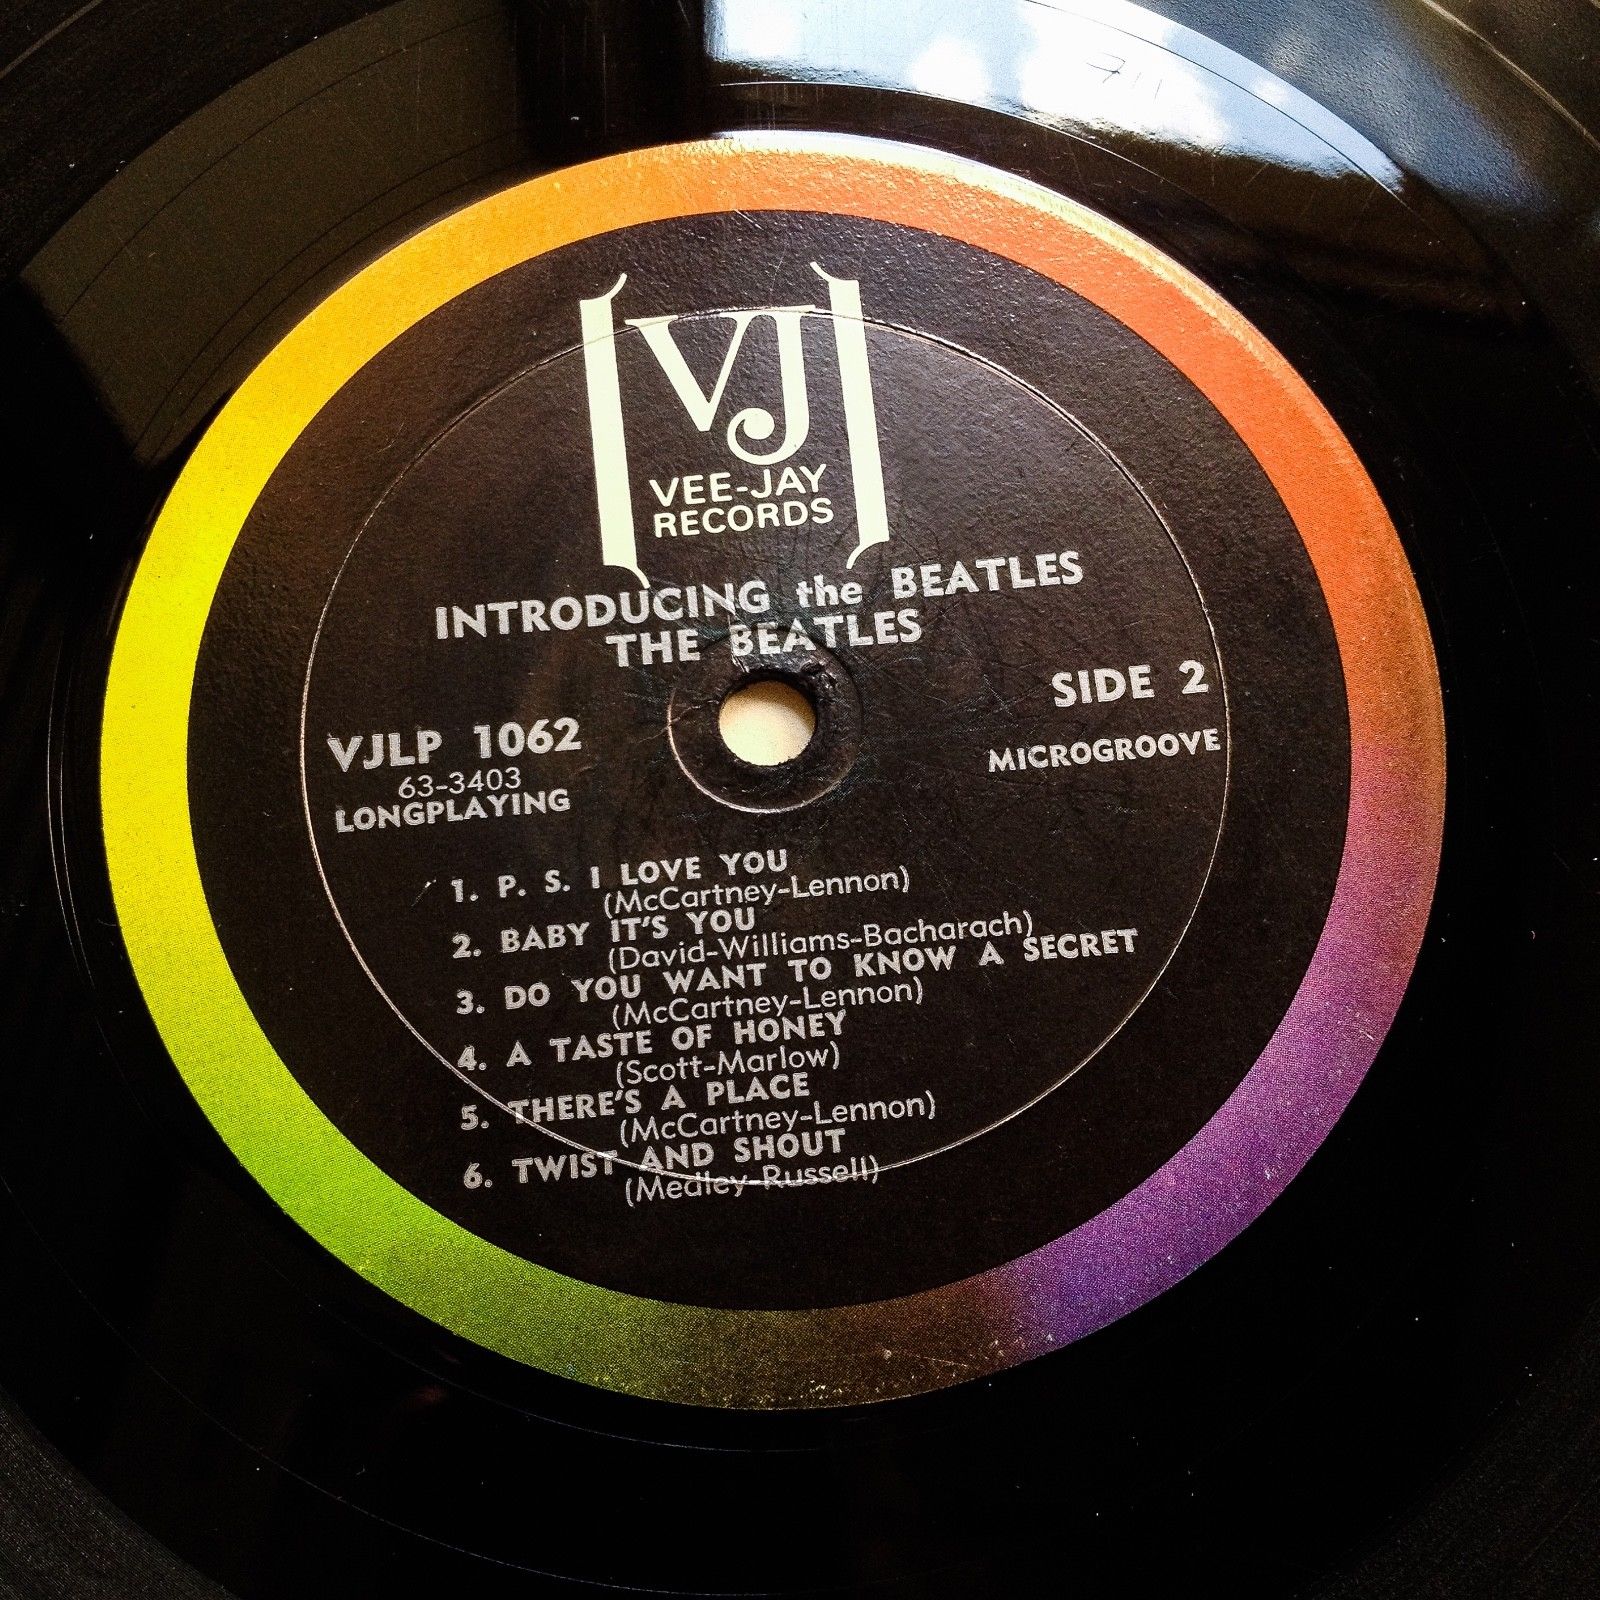 VJ
VEE-JAY
RECORDS
INTRODUCING the BEATLES
THE BEATLES
SIDE 2
VJLP 1062
MICROGROOVE
63-3403
LONGPLAYING
1. P. S. I LOVE YOU
(McCartney-Lennon)
2. BABY IT'S YOU
(David-Williams-Bacharach)
3. DO YOU WANT TO KNOW A SECRET
(McCartney-Lennon)
4. A TASTE OF HONEY
(Scott-Marlow)
5. THERE'S A PLACE
(McCartney-Lennon)
6. TWIST AND SHOUT
(Medley-Russell)